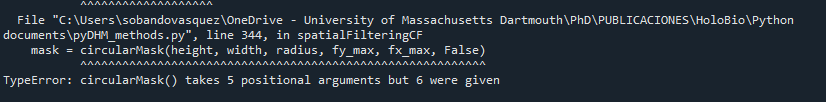 ^^^^^^^^^^^^^^^^^^^
File "C:\Users\sobandovasquez\OneDrive - University of Massachusetts Dartmouth\PhD\PUBLICACIONES\HoloBio\Python
documents\pyDHM_methods.py", line 344, in spatialFilteringCF
mask = circularMask(height, width, radius, fy_max, fx_max, False)
^^^^^^^^^^^^^^^^^^^^^^^^^^^^^^^^^^^^^^^^^^^^^^^^^^^^^^^^^^
TypeError: circularMask() takes 5 positional arguments but 6 were given